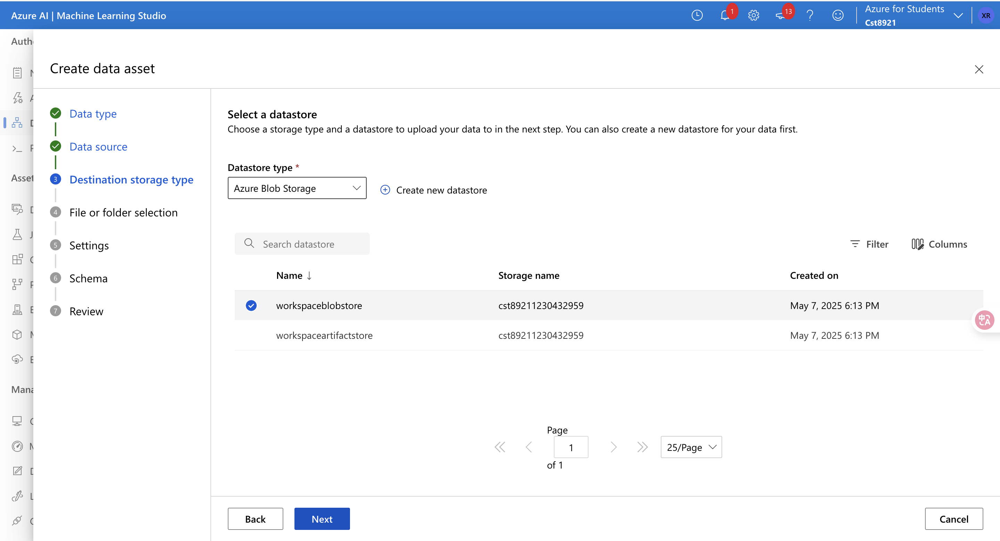 Azure AI | Machine Learning Studio
1
13
Azure for Students
Cst8921
XR
Create data asset
Data type
Data source
3 Destination storage type
4 File or folder selection
5 Settings
6 Schema
7 Review
Select a datastore
Choose a storage type and a datastore to upload your data to in the next step. You can also create a new datastore for your data first.
Datastore type *
Azure Blob Storage
Create new datastore
Search datastore
Filter
Columns
Name ↓ Storage name Created on
workspaceblobstore cst89211230432959 May 7, 2025 6:13 PM
workspaceartifactstore cst89211230432959 May 7, 2025 6:13 PM
中A
Page
1
of 1
25/Page
Back
Next
Cancel